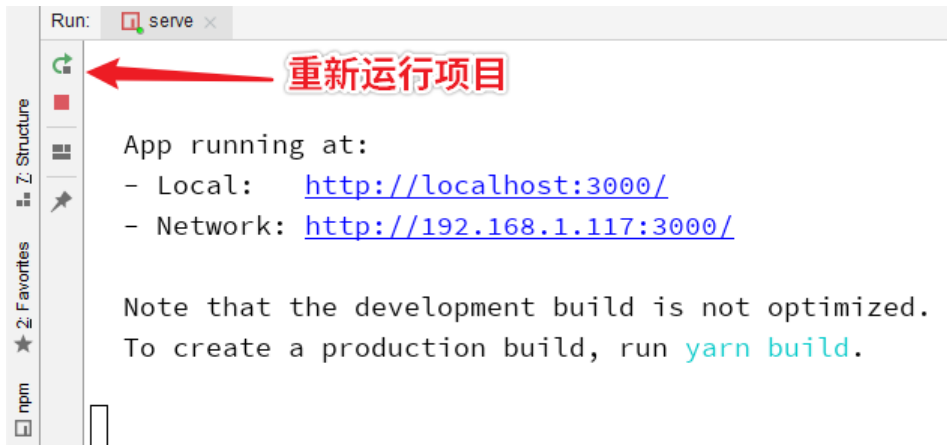 Run: serve
重新运行项目
App running at:
- Local: http://localhost:3000/
- Network: http://192.168.1.117:3000/
Note that the development build is not optimized.
To create a production build, run yarn build.
7: Structure
2: Favorites
npm